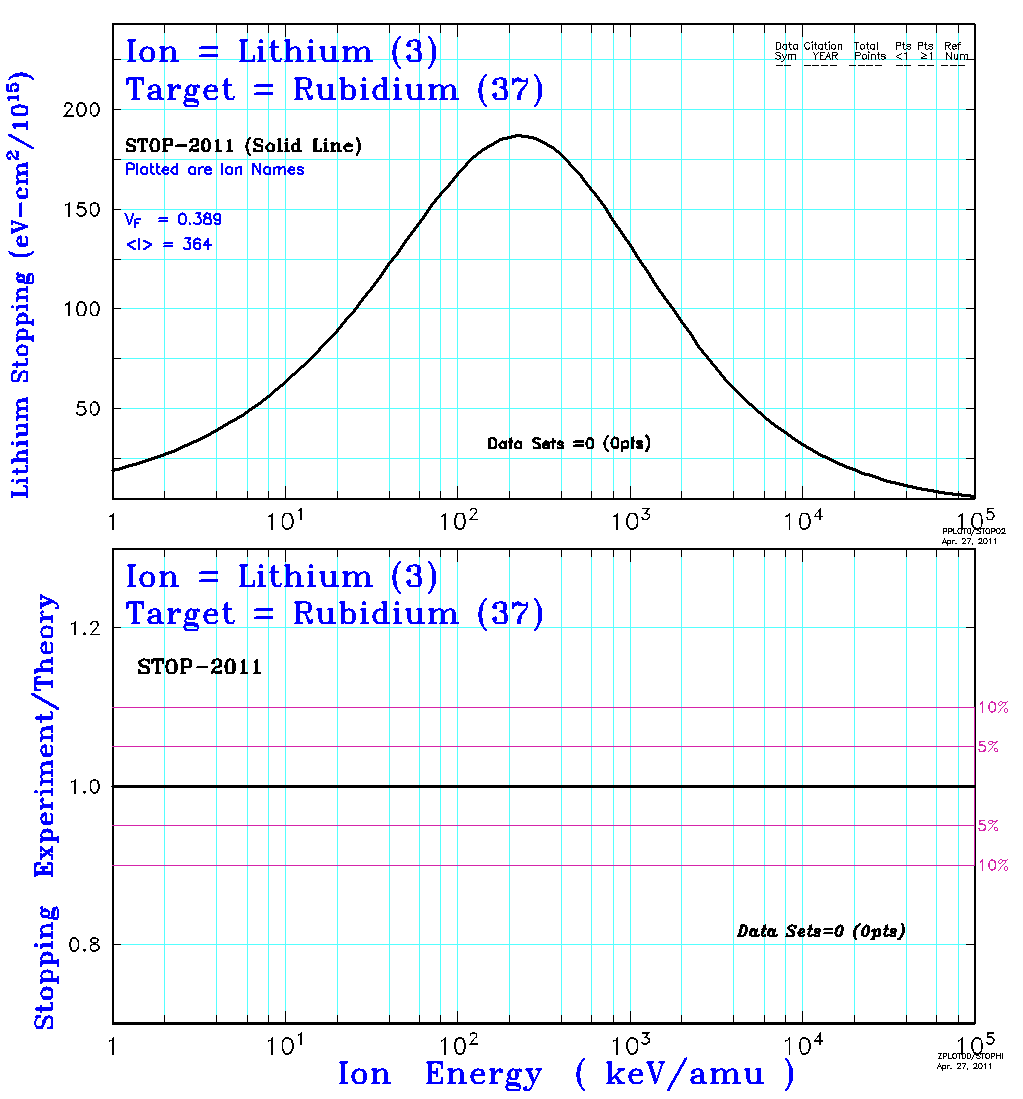 Ion = Lithium (3)
Target = Rubidium (37)
Data Citation Total Pts Pts Ref
Sym YEAR Points <1 ≥1 Num
STOP-2011 (Solid Line)
Plotted are Ion Names
V_F = 0.389
<I> = 364
Data Sets =0 (0pts)
Lithium Stopping (eV-cm²/10¹⁵)
200
150
100
50
1 10¹ 10² 10³ 10⁴ 10⁵
PPLOT0/STOP02
Apr. 27, 2011
Ion = Lithium (3)
Target = Rubidium (37)
STOP-2011
Stopping Experiment/Theory
1.2
1.0
0.8
10%
5%
5%
10%
Data Sets=0 (0pts)
1 10¹ 10² 10³ 10⁴ 10⁵
Ion Energy ( keV/amu )
Apr. 27, 2011